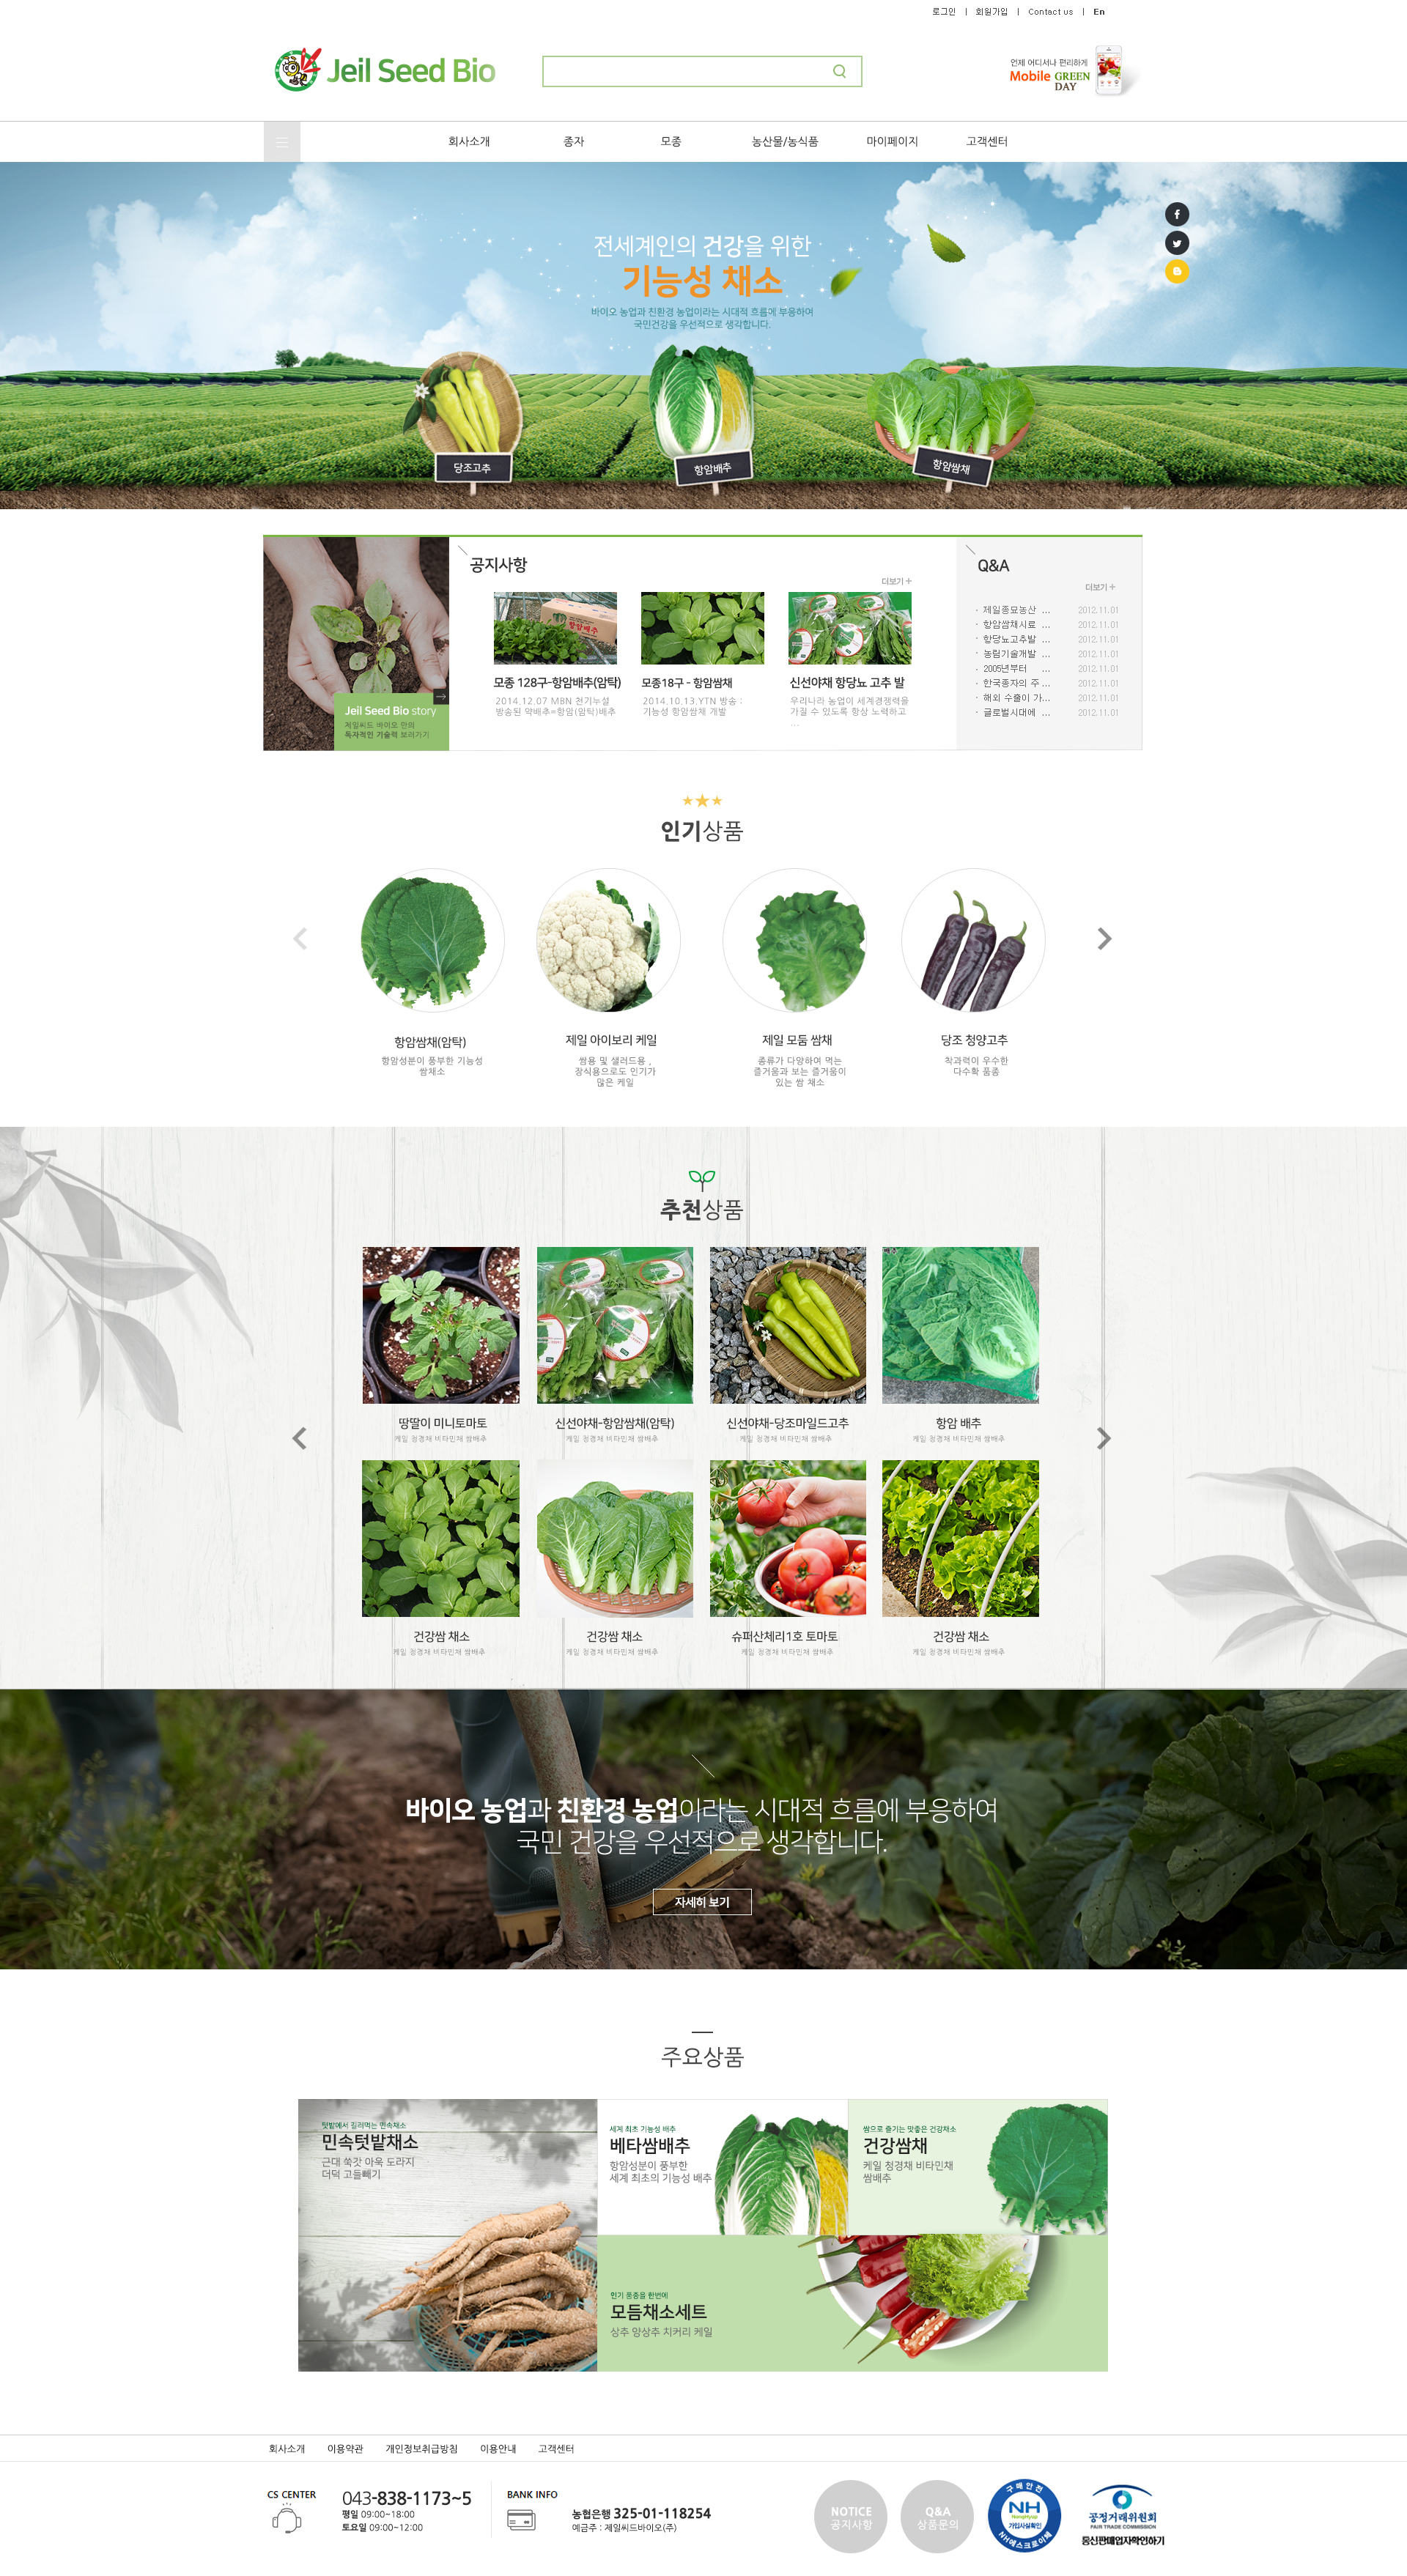 로그인 | 회원가입 | Contact us | En
Jeil Seed Bio
언제 어디서나 편리하게
Mobile GREEN
DAY
회사소개 종자 모종 농산물/농식품 마이페이지 고객센터
전세계인의 건강을 위한
기능성 채소
바이오 농업과 친환경 농업이라는 시대적 흐름에 부응하여
국민건강을 우선적으로 생각합니다.
당조고추
항암배추
항암쌈채
공지사항
더보기 +
항암배추
모종 128구-항암배추(암탁)
2014.12.07 MBN 천기누설
방송된 약배추=항암(암탁)배추
모종18구 - 항암쌈채
2014.10.13.YTN 방송 :
기능성 항암쌈채 개발
신선야채 항당뇨 고추 발
우리나라 농업이 세계경쟁력을
가질 수 있도록 항상 노력하고
...
Jeil Seed Bio story
제일씨드 바이오 만의
독자적인 기술력 보러가기
Q&A
더보기 +
· 제일종묘농산 ... 2012.11.01
· 항암쌈채시료 ... 2012.11.01
· 항당뇨고추발 ... 2012.11.01
· 농림기술개발 ... 2012.11.01
· 2005년부터 ... 2012.11.01
· 한국종자의 주 ... 2012.11.01
· 해외 수출이 가... 2012.11.01
· 글로벌시대에 ... 2012.11.01
인기상품
항암쌈채(암탁)
항암성분이 풍부한 기능성
쌈채소
제일 아이보리 케일
쌈용 및 샐러드용 ,
장식용으로도 인기가
많은 케일
제일 모둠 쌈채
종류가 다양하여 먹는
즐거움과 보는 즐거움이
있는 쌈 채소
당조 청양고추
착과력이 우수한
다수확 품종
추천상품
땅딸이 미니토마토
케일 청경채 비타민채 쌈배추
신선야채-항암쌈채(암탁)
케일 청경채 비타민채 쌈배추
신선야채-당조마일드고추
케일 청경채 비타민채 쌈배추
항암 배추
케일 청경채 비타민채 쌈배추
건강쌈 채소
케일 청경채 비타민채 쌈배추
건강쌈 채소
케일 청경채 비타민채 쌈배추
슈퍼산체리1호 토마토
케일 청경채 비타민채 쌈배추
건강쌈 채소
케일 청경채 비타민채 쌈배추
바이오 농업과 친환경 농업이라는 시대적 흐름에 부응하여
국민 건강을 우선적으로 생각합니다.
자세히 보기
주요상품
텃밭에서 길러먹는 민속채소
민속텃밭채소
근대 쑥갓 아욱 도라지
더덕 고들빼기
세계 최초 기능성 배추
베타쌈배추
항암성분이 풍부한
세계 최초의 기능성 배추
쌈으로 즐기는 맛좋은 건강채소
건강쌈채
케일 청경채 비타민채
쌈배추
인기 품종을 한번에
모듬채소세트
상추 양상추 치커리 케일
회사소개 이용약관 개인정보취급방침 이용안내 고객센터
CS CENTER
043-838-1173~5
평일 09:00~18:00
토요일 09:00~12:00
BANK INFO
농협은행 325-01-118254
예금주 : 제일씨드바이오(주)
NOTICE
공지사항
Q&A
상품문의
구매안전
NH
NongHyup
가입사실확인
NH에스크로이체
공정거래위원회
FAIR TRADE COMMISSION
통신판매업자확인하기